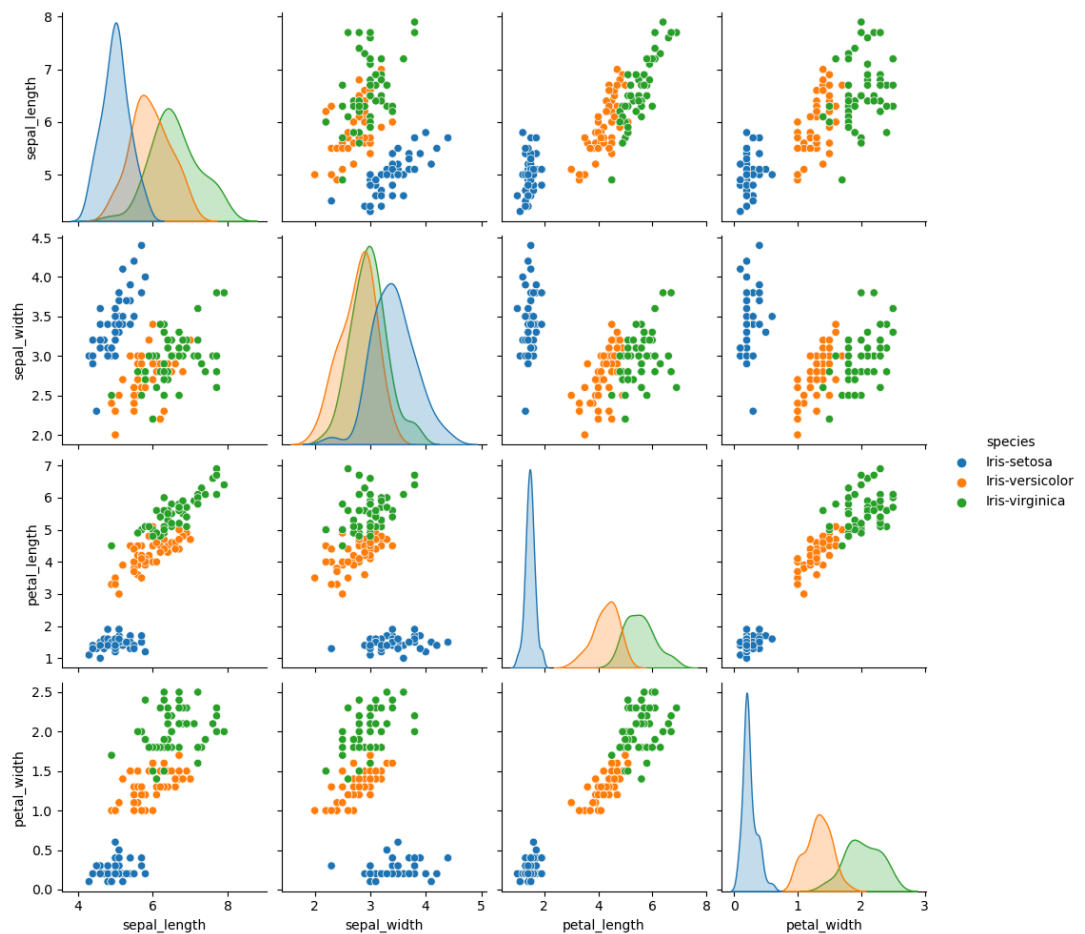 8
7
6
5
sepal_length
4.5
4.0
3.5
3.0
2.5
2.0
sepal_width
species
Iris-setosa
Iris-versicolor
Iris-virginica
7
6
5
4
3
2
1
petal_length
2.5
2.0
1.5
1.0
0.5
0.0
petal_width
4 6 8
2 3 4 5
2 4 6 8
0 1 2 3
sepal_length
sepal_width
petal_length
petal_width